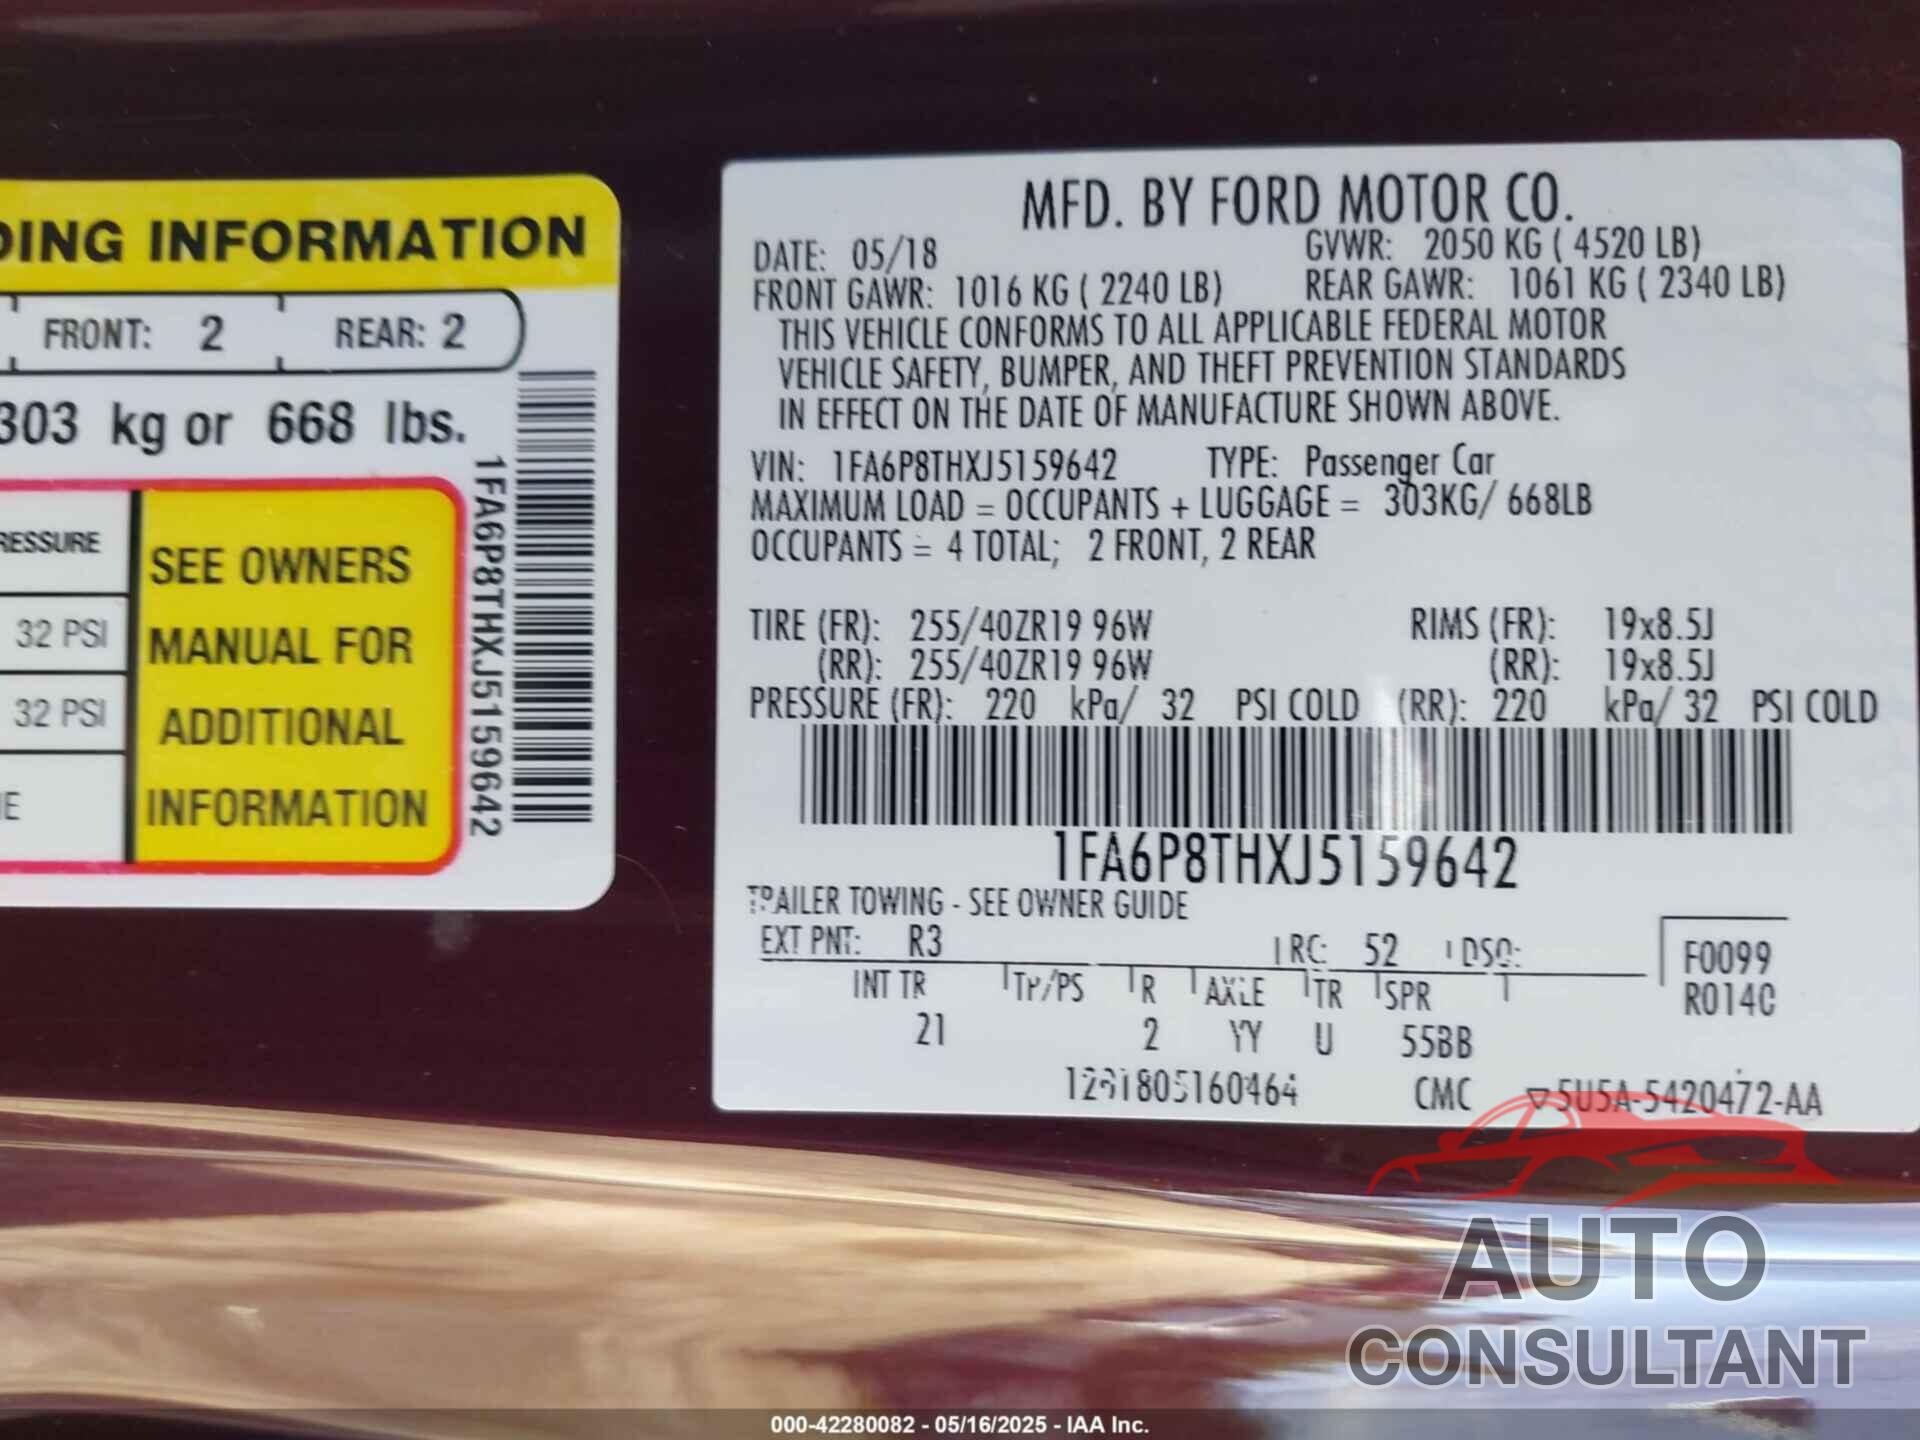 DING INFORMATION
FRONT: 2 REAR: 2
303 kg or 668 lbs.
RESSURE
32 PSI
32 PSI
SEE OWNERS
MANUAL FOR
ADDITIONAL
INFORMATION
1FA6P8THXJ5159642
MFD. BY FORD MOTOR CO.
DATE: 05/18 GVWR: 2050 KG ( 4520 LB)
FRONT GAWR: 1016 KG ( 2240 LB) REAR GAWR: 1061 KG ( 2340 LB)
THIS VEHICLE CONFORMS TO ALL APPLICABLE FEDERAL MOTOR
VEHICLE SAFETY, BUMPER, AND THEFT PREVENTION STANDARDS
IN EFFECT ON THE DATE OF MANUFACTURE SHOWN ABOVE.
VIN: 1FA6P8THXJ5159642 TYPE: Passenger Car
MAXIMUM LOAD = OCCUPANTS + LUGGAGE = 303KG/ 668LB
OCCUPANTS = 4 TOTAL; 2 FRONT, 2 REAR
TIRE (FR): 255/40ZR19 96W RIMS (FR): 19x8.5J
(RR): 255/40ZR19 96W (RR): 19x8.5J
PRESSURE (FR): 220 kPa/ 32 PSI COLD (RR): 220 kPa/ 32 PSI COLD
1FA6P8THXJ5159642
TRAILER TOWING - SEE OWNER GUIDE
EXT PNT: R3 RC: 52 DSO: F0099
R014C
INT TR TP/PS R AXLE TR SPR
21 2 YY U 55BB
CMC ▽5U5A-5420472-AA
AUTO
CONSULTANT
000-42280082 - 05/16/2025 - IAA Inc.